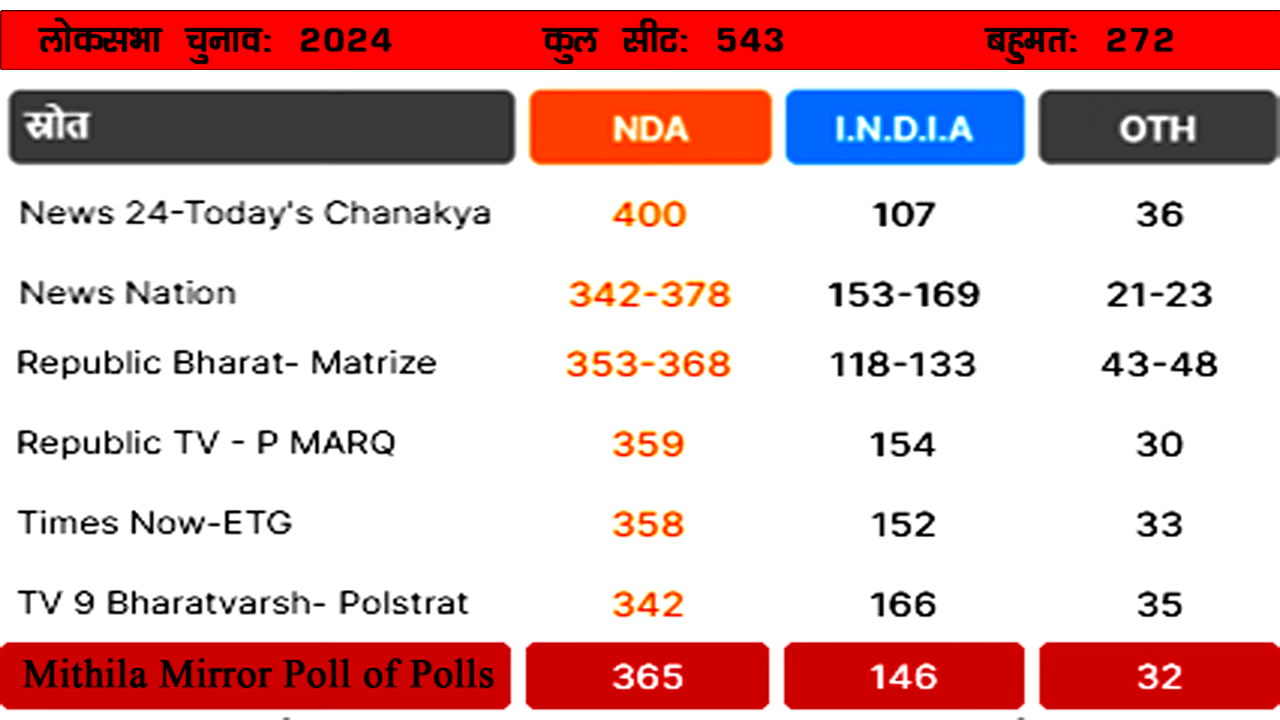 लोकसभा चुनाव: 2024 कुल सीट: 543 बहुमत: 272
स्रोत NDA I.N.D.I.A OTH
News 24-Today's Chanakya 400 107 36
News Nation 342-378 153-169 21-23
Republic Bharat- Matrize 353-368 118-133 43-48
Republic TV - P MARQ 359 154 30
Times Now-ETG 358 152 33
TV 9 Bharatvarsh- Polstrat 342 166 35
Mithila Mirror Poll of Polls 365 146 32